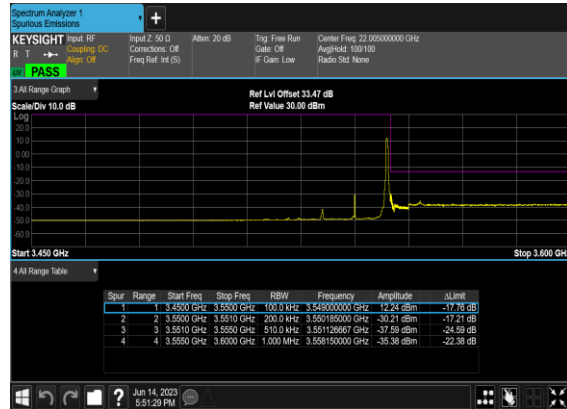 Spectrum Analyzer 1
Spurious Emissions
KEYSIGHT Input: RF Input Z: 50 Ω Atten: 20 dB Trig: Free Run Center Freq: 22.005000000 GHz
R T Coupling: DC Corrections: Off Gate: Off Avg|Hold: 100/100
Align: Off Freq Ref: Int (S) IF Gain: Low Radio Std: None
PASS
3 All Range Graph
Ref Lvl Offset 33.47 dB
Scale/Div 10.0 dB Ref Value 30.00 dBm
Log
20.0
10.0
0.00
-10.0
-20.0
-30.0
-40.0
-50.0
-60.0
Start 3.450 GHz Stop 3.600 GHz
4 All Range Table
Spur Range Start Freq Stop Freq RBW Frequency Amplitude ΔLimit
1 1 3.4500 GHz 3.5500 GHz 100.0 kHz 3.549000000 GHz 12.24 dBm -17.76 dB
2 2 3.5500 GHz 3.5510 GHz 200.0 kHz 3.550185000 GHz -30.21 dBm -17.21 dB
3 3 3.5510 GHz 3.5550 GHz 510.0 kHz 3.551126667 GHz -37.59 dBm -24.59 dB
4 4 3.5550 GHz 3.6000 GHz 1.000 MHz 3.558150000 GHz -35.38 dBm -22.38 dB
? Jun 14, 2023
5:51:29 PM